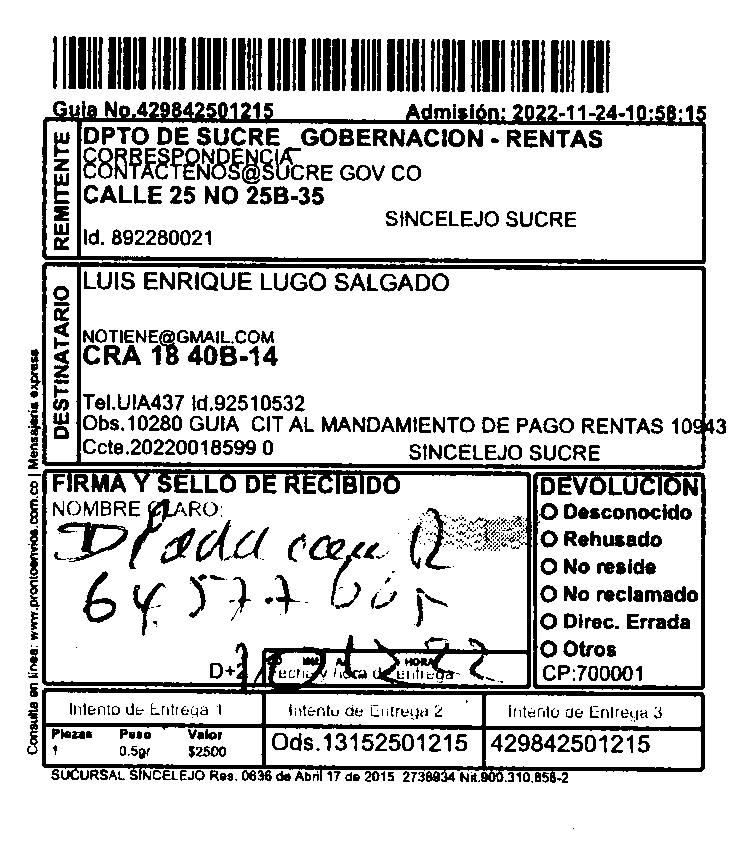 Guia No.429842501215 Admisión: 2022-11-24-10:58:15
REMITENTE
DPTO DE SUCRE_GOBERNACION - RENTAS
CORRESPONDENCIA
CONTACTENOS@SUCRE GOV CO
CALLE 25 NO 25B-35
SINCELEJO SUCRE
Id. 892280021
DESTINATARIO
LUIS ENRIQUE LUGO SALGADO
NOTIENE@GMAIL.COM
CRA 18 40B-14
Tel.UIA437 Id.92510532
Obs.10280 GUIA CIT AL MANDAMIENTO DE PAGO RENTAS 10943
Ccte.20220018599 0 SINCELEJO SUCRE
Consulta en linea: www.prontoenvios.com.co | Mensajeria express
FIRMA Y SELLO DE RECIBIDO
NOMBRE CLARO:
D+2
Fecha y hora de entrega
DEVOLUCIÓN
Desconocido
Rehusado
No reside
No reclamado
Direc. Errada
Otros
CP:700001
Intento de Entrega 1 Intento de Entrega 2 Intento de Entrega 3
Piezas Peso Valor
1 0.5gr $2500
Ods.13152501215 429842501215
SUCURSAL SINCELEJO Res. 0636 de Abril 17 de 2015 2738934 Nit.900.310.856-2